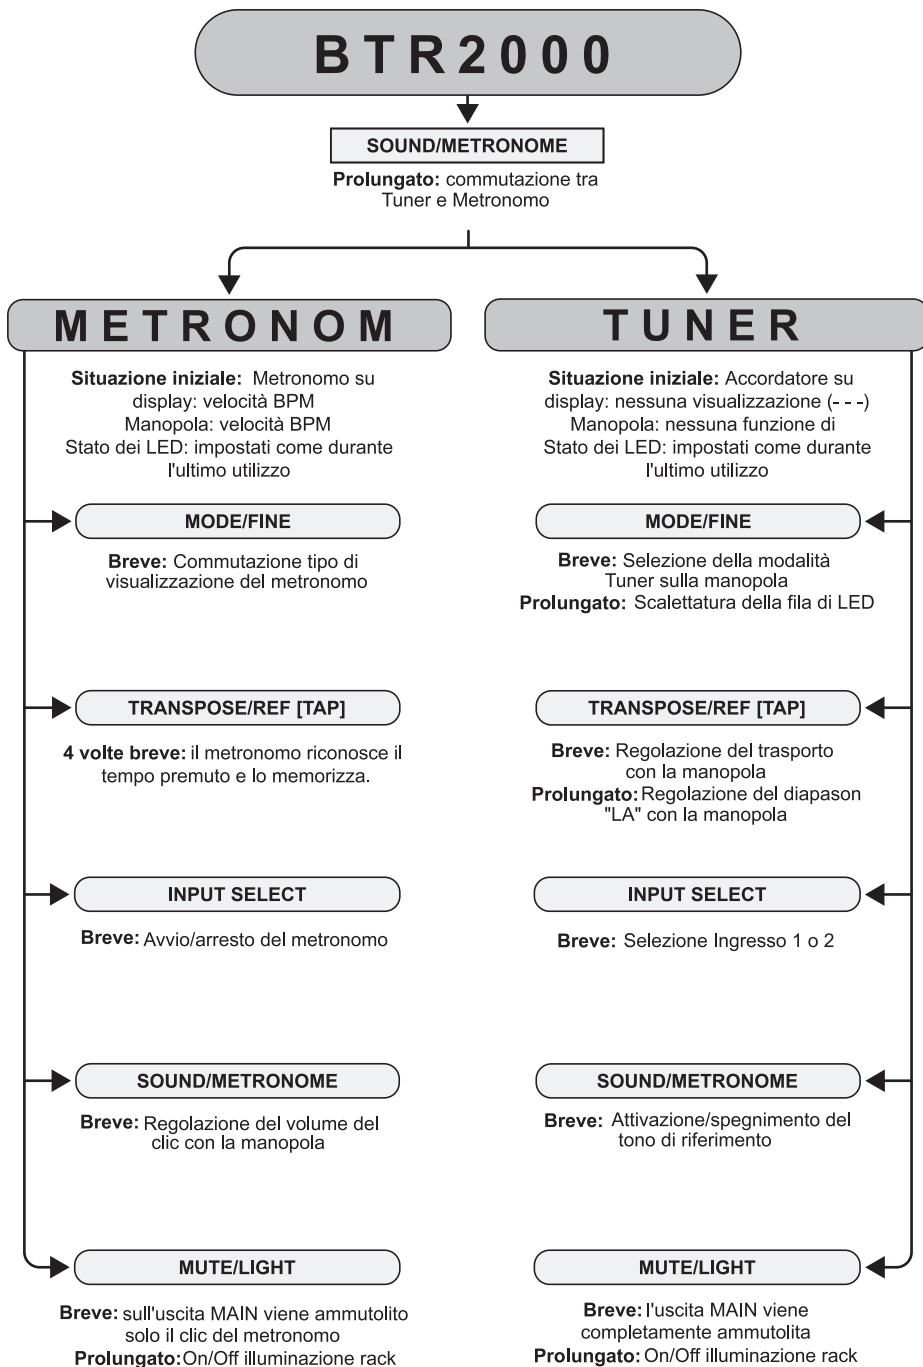 BTR2000
SOUND/METRONOME
Prolungato: commutazione tra
Tuner e Metronomo
METRONOM
Situazione iniziale: Metronomo su
display: velocità BPM
Manopola: velocità BPM
Stato dei LED: impostati come durante
l'ultimo utilizzo
MODE/FINE
Breve: Commutazione tipo di
visualizzazione del metronomo
TRANSPOSE/REF [TAP]
4 volte breve: il metronomo riconosce il
tempo premuto e lo memorizza.
INPUT SELECT
Breve: Avvio/arresto del metronomo
SOUND/METRONOME
Breve: Regolazione del volume del
clic con la manopola
MUTE/LIGHT
Breve: sull'uscita MAIN viene ammutolito
solo il clic del metronomo
Prolungato: On/Off illuminazione rack
TUNER
Situazione iniziale: Accordatore su
display: nessuna visualizzazione (- - -)
Manopola: nessuna funzione di
Stato dei LED: impostati come durante
l'ultimo utilizzo
MODE/FINE
Breve: Selezione della modalità
Tuner sulla manopola
Prolungato: Scalettatura della fila di LED
TRANSPOSE/REF [TAP]
Breve: Regolazione del trasporto
con la manopola
Prolungato: Regolazione del diapason
"LA" con la manopola
INPUT SELECT
Breve: Selezione Ingresso 1 o 2
SOUND/METRONOME
Breve: Attivazione/spegnimento del
tono di riferimento
MUTE/LIGHT
Breve: l'uscita MAIN viene
completamente ammutolita
Prolungato: On/Off illuminazione rack